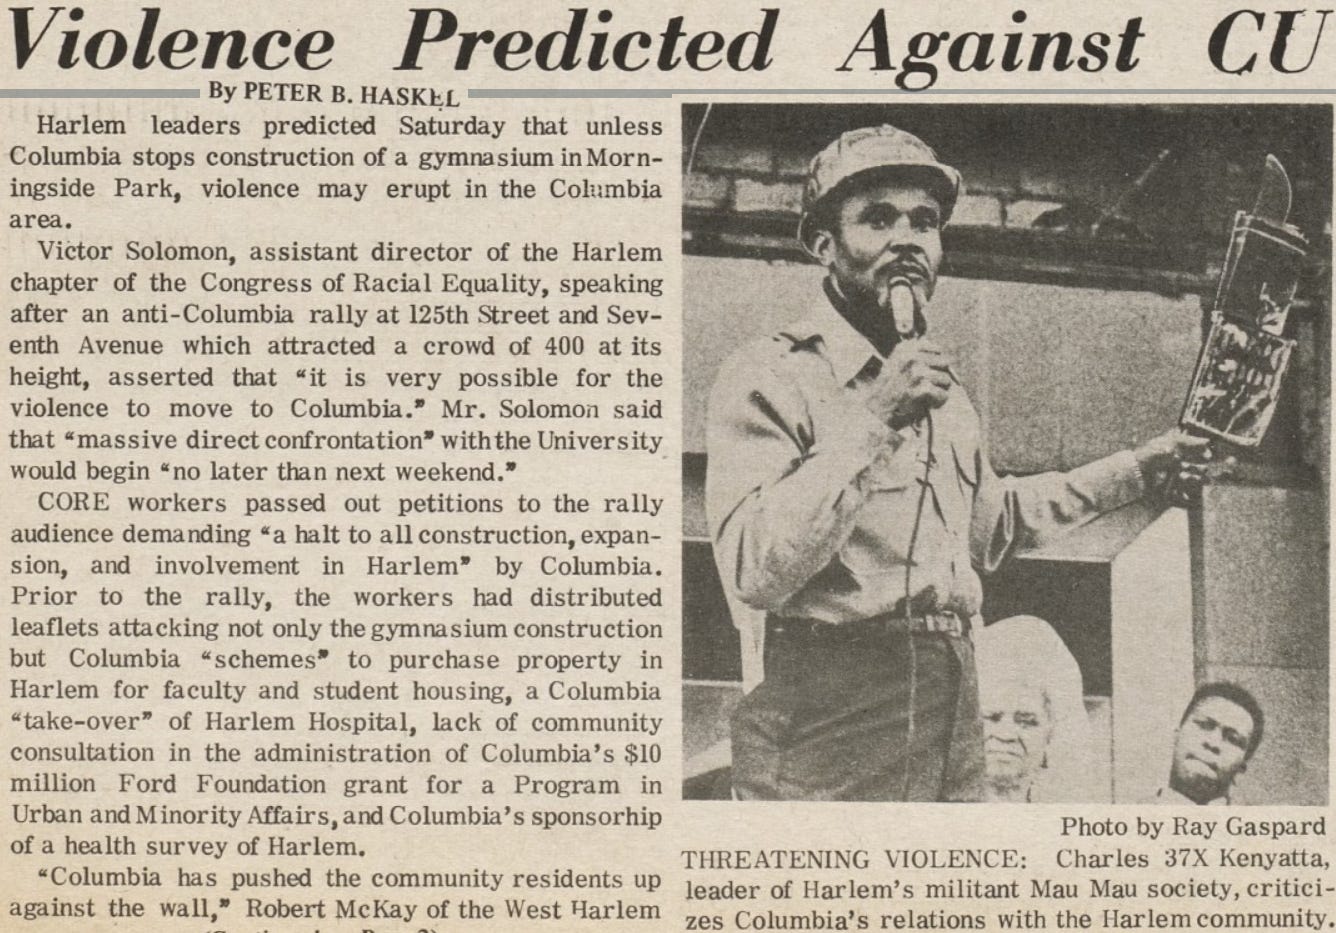 Violence Predicted Against CU
By PETER B. HASKEL
Harlem leaders predicted Saturday that unless
Columbia stops construction of a gymnasium in Morn-
ingside Park, violence may erupt in the Columbia
area.
Victor Solomon, assistant director of the Harlem
chapter of the Congress of Racial Equality, speaking
after an anti-Columbia rally at 125th Street and Sev-
enth Avenue which attracted a crowd of 400 at its
height, asserted that “it is very possible for the
violence to move to Columbia.” Mr. Solomon said
that “massive direct confrontation” with the University
would begin “no later than next weekend.”
CORE workers passed out petitions to the rally
audience demanding “a halt to all construction, expan-
sion, and involvement in Harlem” by Columbia.
Prior to the rally, the workers had distributed
leaflets attacking not only the gymnasium construction
but Columbia “schemes” to purchase property in
Harlem for faculty and student housing, a Columbia
“take-over” of Harlem Hospital, lack of community
consultation in the administration of Columbia's $10
million Ford Foundation grant for a Program in
Urban and Minority Affairs, and Columbia's sponsorhip
of a health survey of Harlem.
“Columbia has pushed the community residents up
against the wall,” Robert McKay of the West Harlem
Photo by Ray Gaspard
THREATENING VIOLENCE: Charles 37X Kenyatta,
leader of Harlem's militant Mau Mau society, critici-
zes Columbia's relations with the Harlem community.